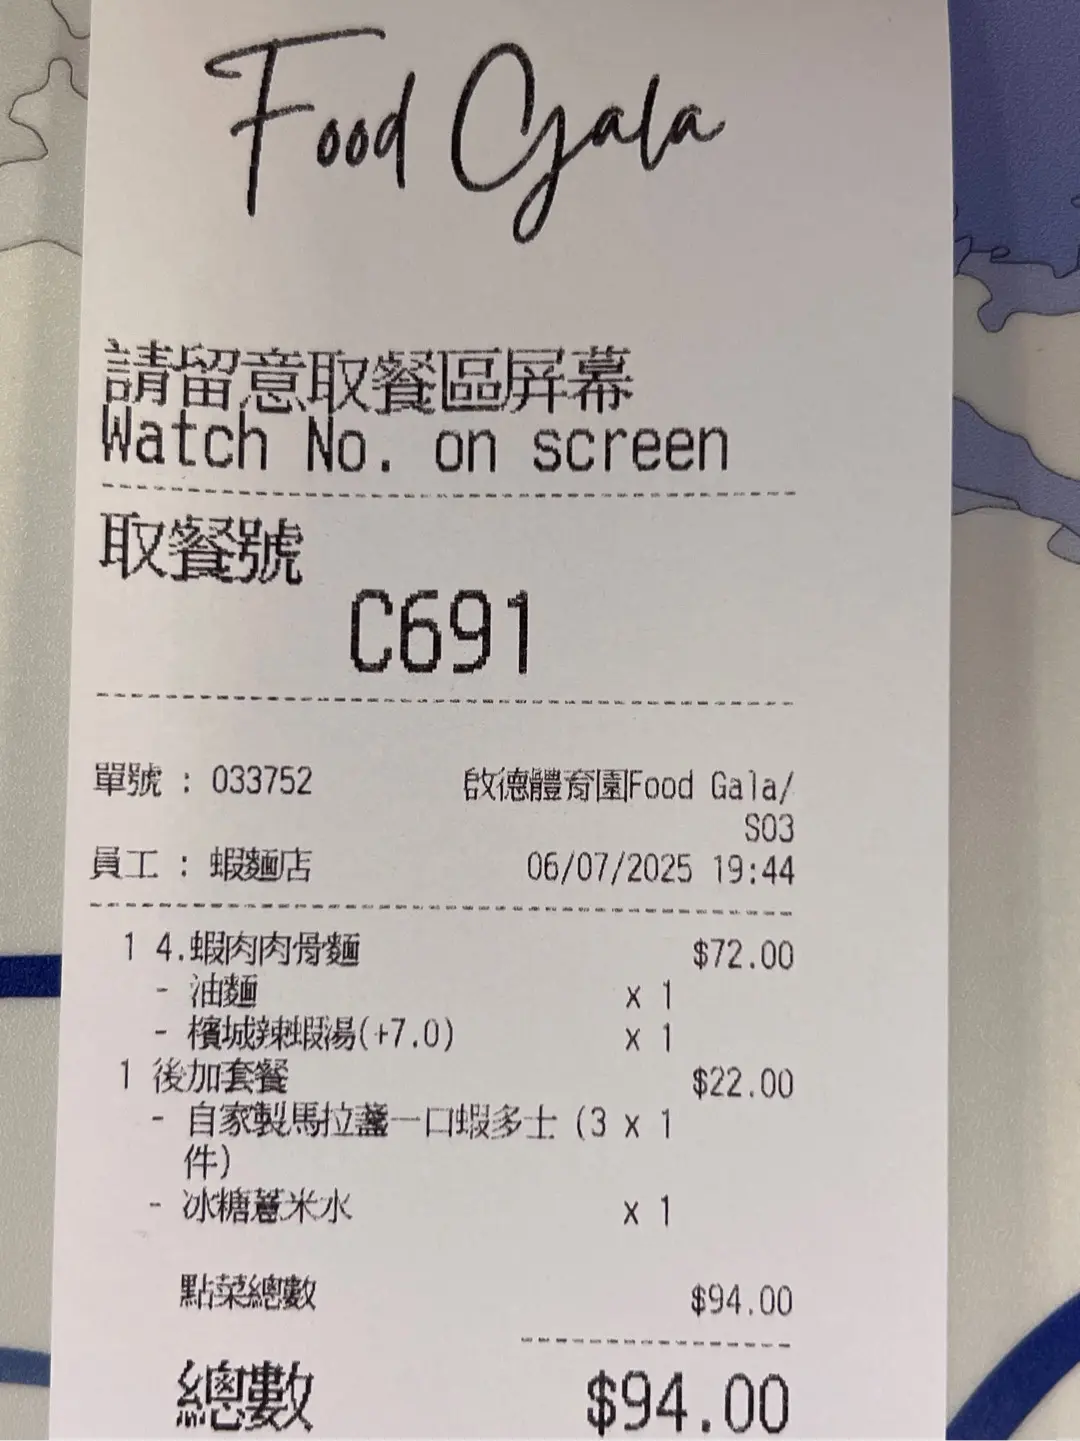 Food Gala
請留意取餐區屏幕
Watch No. on screen
取餐號
C691
單號 : 033752 啟德體育園Food Gala/
S03
員工 : 蝦麵店 06/07/2025 19:44
1 4.蝦肉肉骨麵 $72.00
- 油麵 x 1
- 檳城辣蝦湯(+7.0) x 1
1 後加套餐 $22.00
- 自家製馬拉盞一口蝦多士 (3 x 1
件)
- 冰糖薏米水 x 1
點菜總數 $94.00
總數 $94.00